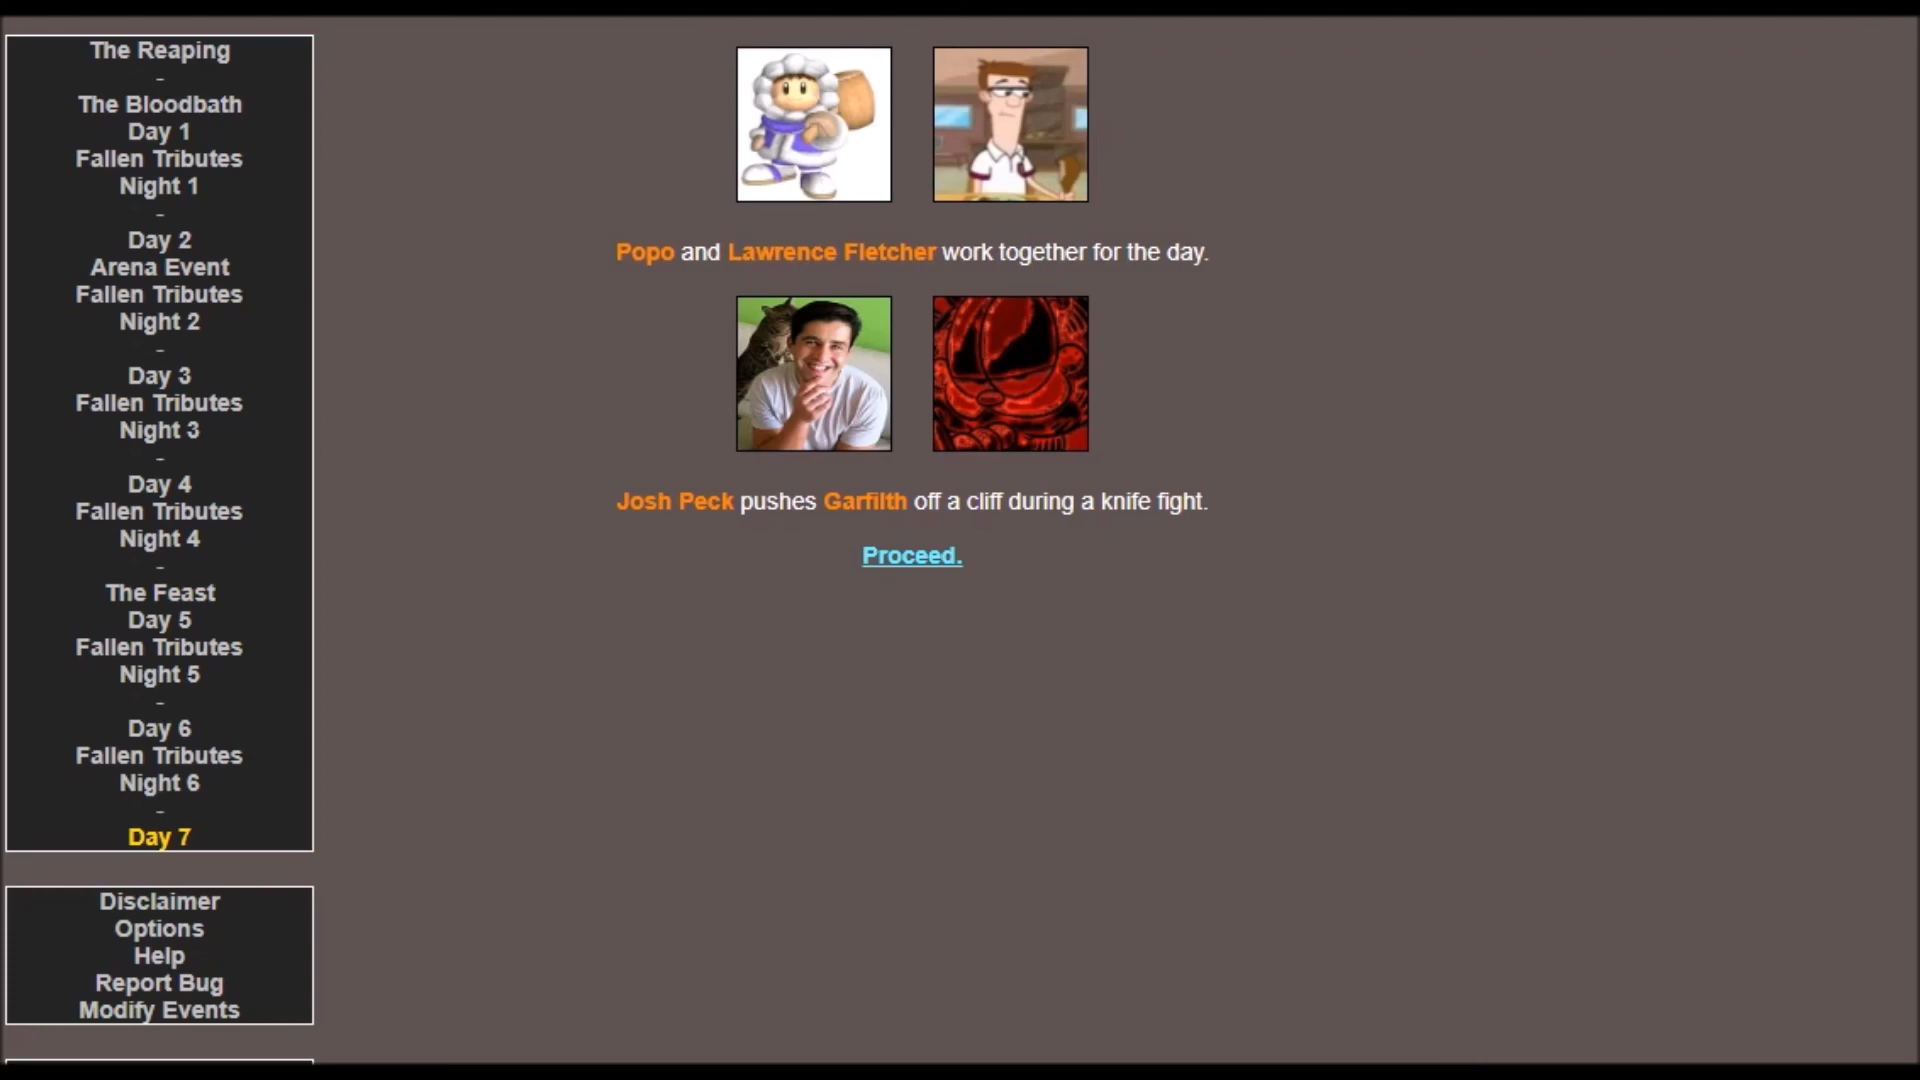 The Reaping
-
The Bloodbath
Day 1
Fallen Tributes
Night 1
-
Day 2
Arena Event
Fallen Tributes
Night 2
-
Day 3
Fallen Tributes
Night 3
-
Day 4
Fallen Tributes
Night 4
-
The Feast
Day 5
Fallen Tributes
Night 5
-
Day 6
Fallen Tributes
Night 6
-
Day 7
Disclaimer
Options
Help
Report Bug
Modify Events
Popo and Lawrence Fletcher work together for the day.
Josh Peck pushes Garfilth off a cliff during a knife fight.
Proceed.